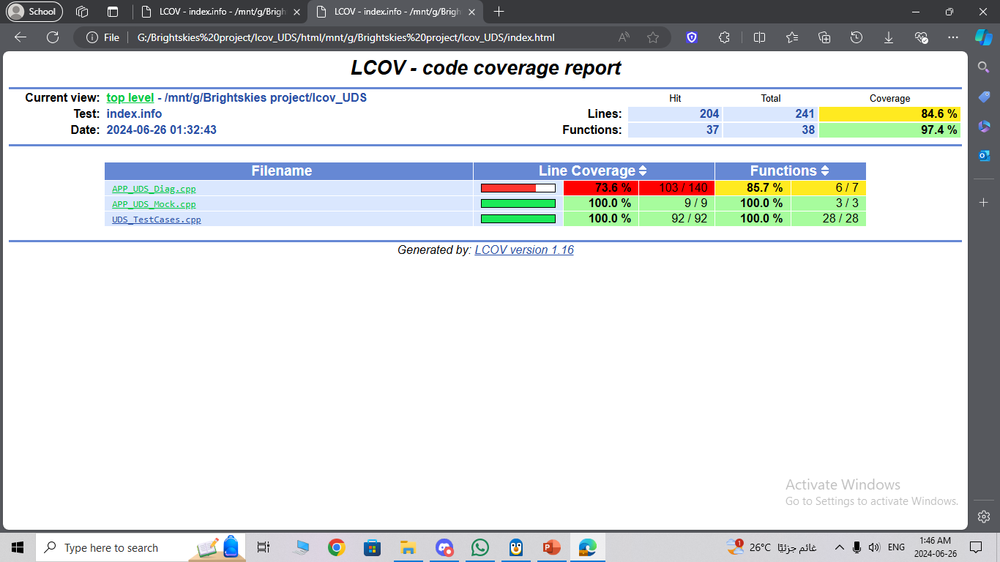 School
LCOV - index.info - /mnt/g/Bright
LCOV - index.info - /mnt/g/Bright
File
G:/Brightskies%20project/lcov_UDS/html/mnt/g/Brightskies%20project/lcov_UDS/index.html
LCOV - code coverage report
Current view: top level - /mnt/g/Brightskies project/lcov_UDS
Hit Total Coverage
Test: index.info
Lines: 204 241 84.6 %
Date: 2024-06-26 01:32:43
Functions: 37 38 97.4 %
Filename Line Coverage Functions
APP_UDS_Diag.cpp 73.6 % 103 / 140 85.7 % 6 / 7
APP_UDS_Mock.cpp 100.0 % 9 / 9 100.0 % 3 / 3
UDS_TestCases.cpp 100.0 % 92 / 92 100.0 % 28 / 28
Generated by: LCOV version 1.16
Activate Windows
Go to Settings to activate Windows.
Type here to search
1
26°C غائم جزئيًا
ENG
1:46 AM
2024-06-26